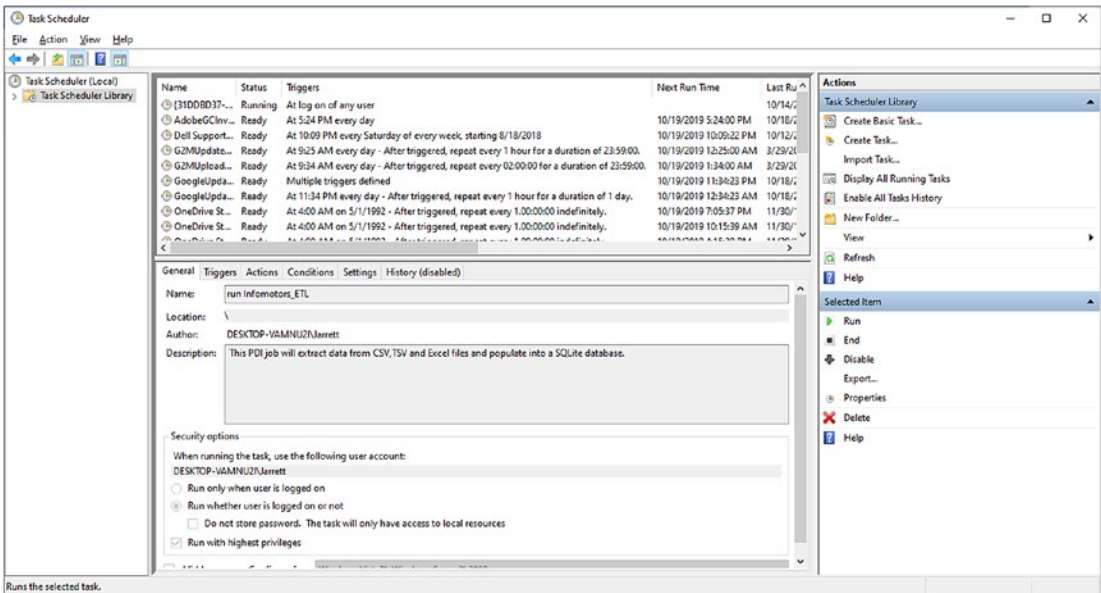 Task Scheduler
File Action View Help
Task Scheduler (Local)
Task Scheduler Library
Name Status Triggers Next Run Time Last Ru
{31DDBD37-... Running At log on of any user 10/14/2
AdobeGCInv... Ready At 5:24 PM every day 10/19/2019 5:24:00 PM 10/18/2
Dell Support... Ready At 10:09 PM every Saturday of every week, starting 8/18/2018 10/19/2019 10:09:22 PM 10/12/2
G2MUpdate... Ready At 9:25 AM every day - After triggered, repeat every 1 hour for a duration of 23:59:00. 10/19/2019 12:25:00 AM 3/29/20
G2MUpload... Ready At 9:34 AM every day - After triggered, repeat every 02:00:00 for a duration of 23:59:00. 10/19/2019 1:34:00 AM 3/29/20
GoogleUpda... Ready Multiple triggers defined 10/19/2019 11:34:23 PM 10/18/2
GoogleUpda... Ready At 11:34 PM every day - After triggered, repeat every 1 hour for a duration of 1 day. 10/19/2019 12:34:23 AM 10/18/2
OneDrive St... Ready At 4:00 AM on 5/1/1992 - After triggered, repeat every 1.00:00:00 indefinitely. 10/19/2019 7:05:37 PM 11/30/
OneDrive St... Ready At 4:00 AM on 5/1/1992 - After triggered, repeat every 1.00:00:00 indefinitely. 10/19/2019 10:15:39 AM 11/30/
General Triggers Actions Conditions Settings History (disabled)
Name: run Infomotors_ETL
Location: \
Author: DESKTOP-VAMNU2I\Jarrett
Description: This PDI job will extract data from CSV,TSV and Excel files and populate into a SQLite database.
Security options
When running the task, use the following user account:
DESKTOP-VAMNU2I\Jarrett
Run only when user is logged on
Run whether user is logged on or not
Do not store password. The task will only have access to local resources
Run with highest privileges
Actions
Task Scheduler Library
Create Basic Task...
Create Task...
Import Task...
Display All Running Tasks
Enable All Tasks History
New Folder...
View
Refresh
Help
Selected Item
Run
End
Disable
Export...
Properties
Delete
Help
Runs the selected task.